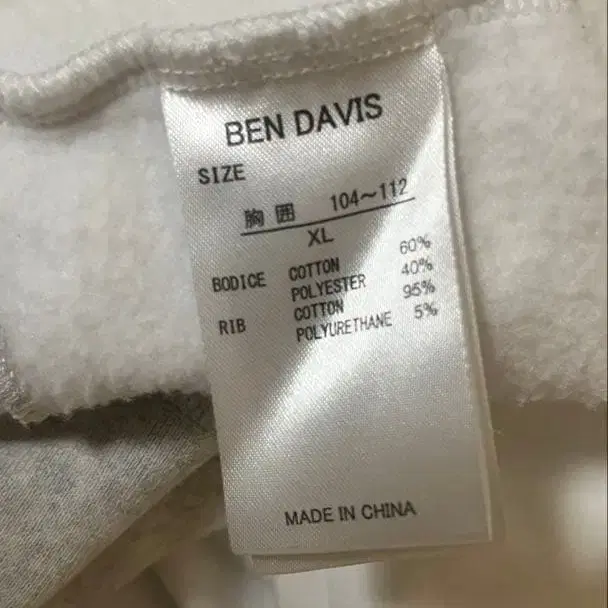 BEN DAVIS
SIZE
胸囲 104~112
XL
BODICE COTTON 60%
POLYESTER 40%
RIB COTTON 95%
POLYURETHANE 5%
MADE IN CHINA